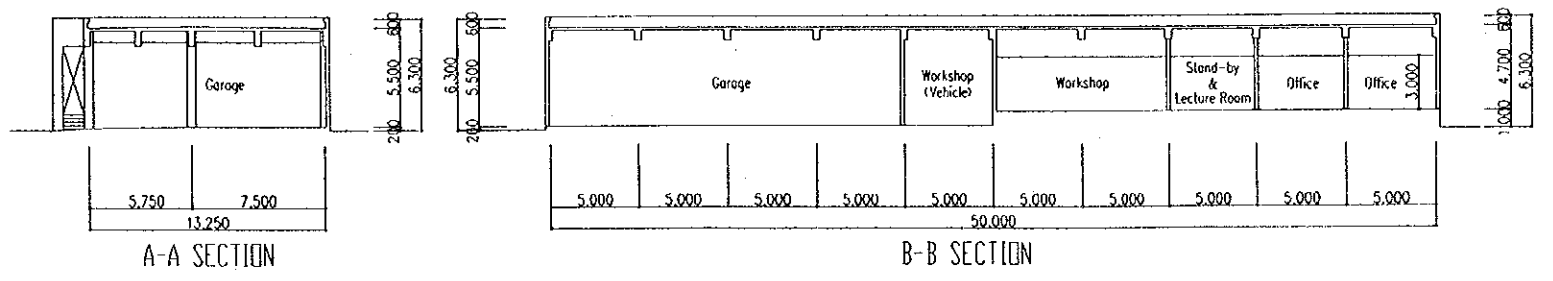 600
5.500
6.300
200
Garage
5.750
7.500
13.250
A-A SECTION
600
5.500
6.300
200
Garage
Workshop
(Vehicle)
Workshop
Stand-by
&
Lecture Room
Office
Office
3.000
600
4.700
6.300
1.000
5.000 5.000 5.000 5.000 5.000 5.000 5.000 5.000 5.000 5.000
50.000
B-B SECTION